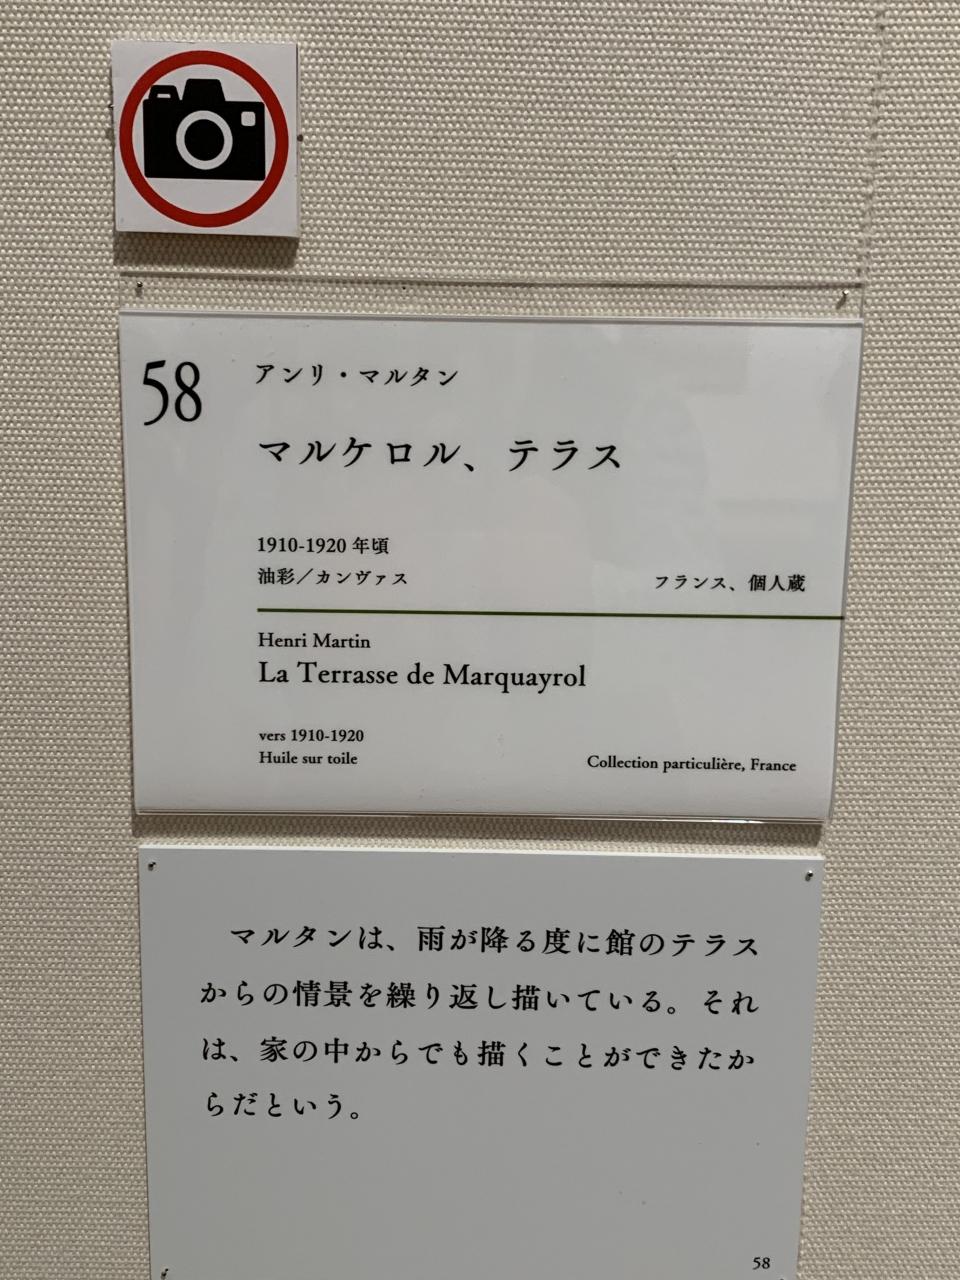 58
アンリ・マルタン
マルケロル、テラス
1910-1920 年頃
油彩／カンヴァス
フランス、個人蔵
Henri Martin
La Terrasse de Marquayrol
vers 1910-1920
Huile sur toile
Collection particulière, France
マルタンは、雨が降る度に館のテラス
からの情景を繰り返し描いている。それ
は、家の中からでも描くことができたか
らだという。
58